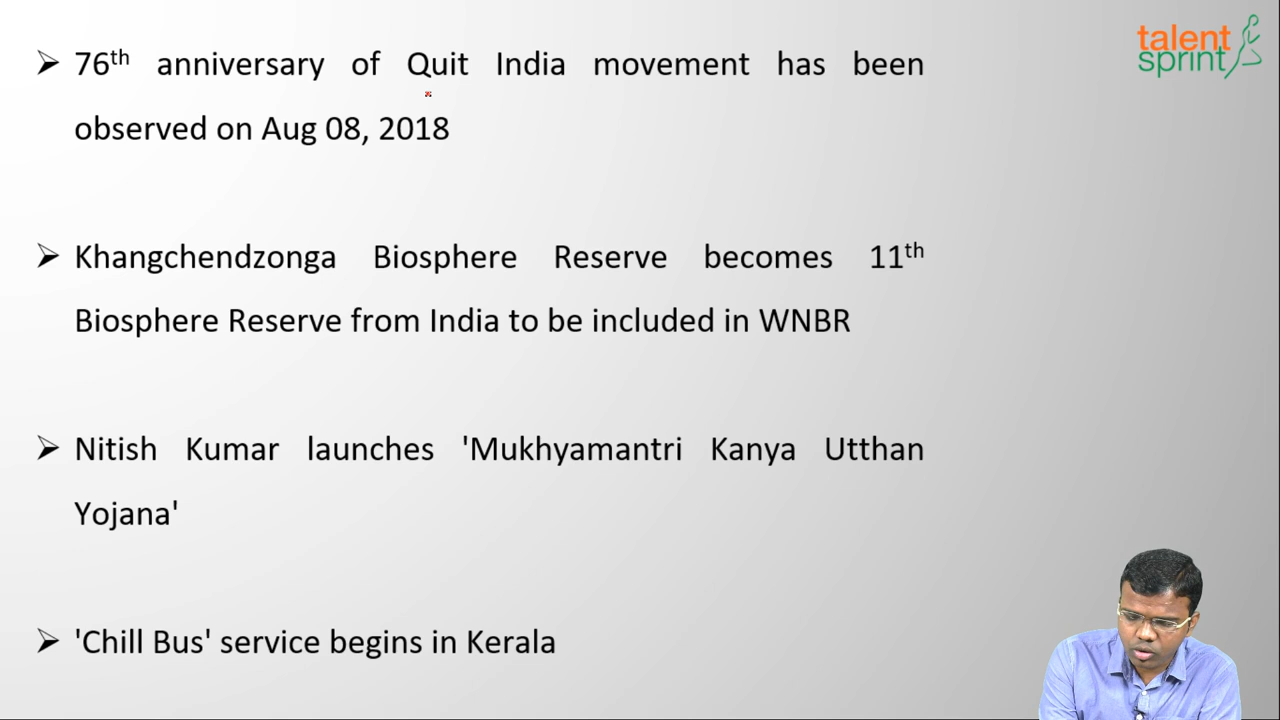 talent
sprint
➢ 76th anniversary of Quit India movement has been
observed on Aug 08, 2018
➢ Khangchendzonga Biosphere Reserve becomes 11th
Biosphere Reserve from India to be included in WNBR
➢ Nitish Kumar launches 'Mukhyamantri Kanya Utthan
Yojana'
➢ 'Chill Bus' service begins in Kerala